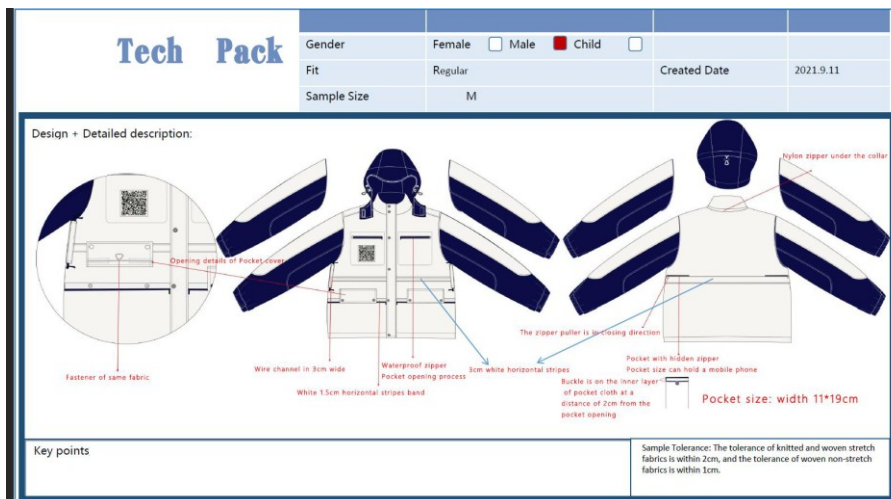 Tech Pack
Gender
Female Male Child
Fit
Regular
Created Date
2021.9.11
Sample Size
M
Design + Detailed description:
Nylon zipper under the collar
Opening details of Pocket cover
Fastener of same fabric
Wire channel in 3cm wide
White 1.5cm horizontal stripes band
Waterproof zipper
Pocket opening process
3cm white horizontal stripes
The zipper puller is in closing direction
Pocket with hidden zipper
Pocket size can hold a mobile phone
Buckle is on the inner layer
of pocket cloth at a
distance of 2cm from the
pocket opening
Pocket size: width 11*19cm
Key points
Sample Tolerance: The tolerance of knitted and woven stretch
fabrics is within 2cm, and the tolerance of woven non-stretch
fabrics is within 1cm.